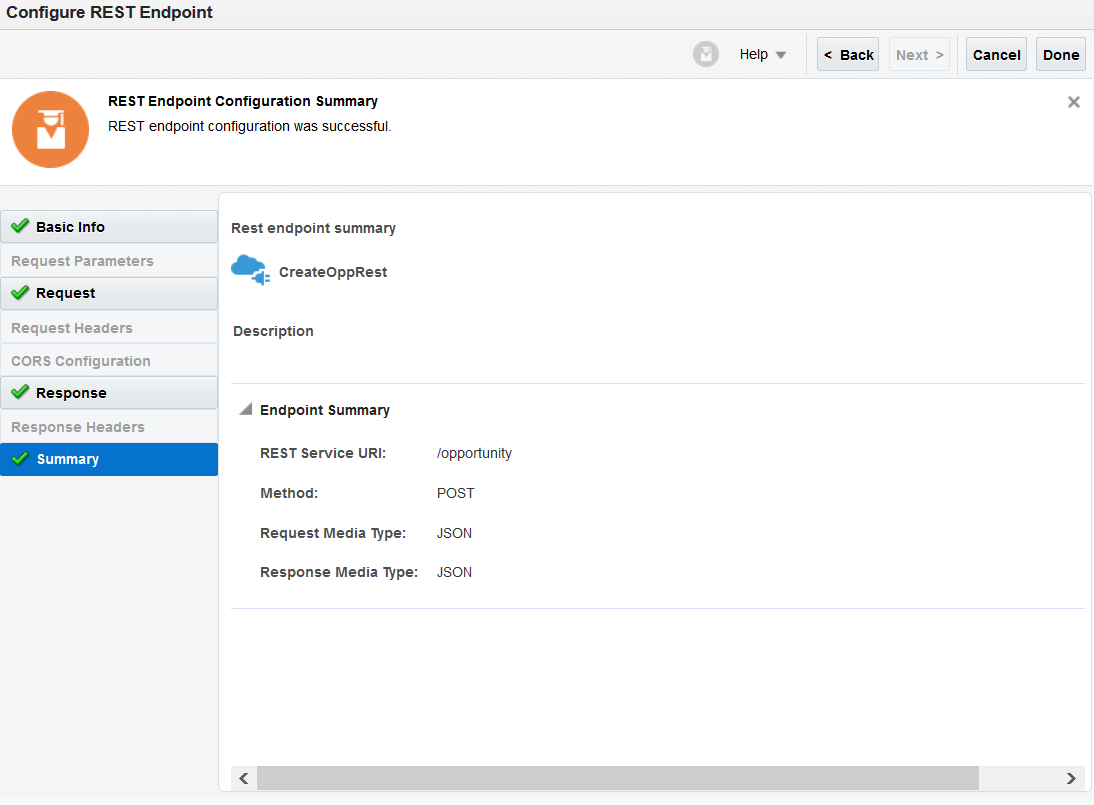 Configure REST Endpoint
Help
< Back
Next >
Cancel
Done
REST Endpoint Configuration Summary
REST endpoint configuration was successful.
Basic Info
Request Parameters
Request
Request Headers
CORS Configuration
Response
Response Headers
Summary
Rest endpoint summary
CreateOppRest
Description
Endpoint Summary
REST Service URI: /opportunity
Method: POST
Request Media Type: JSON
Response Media Type: JSON